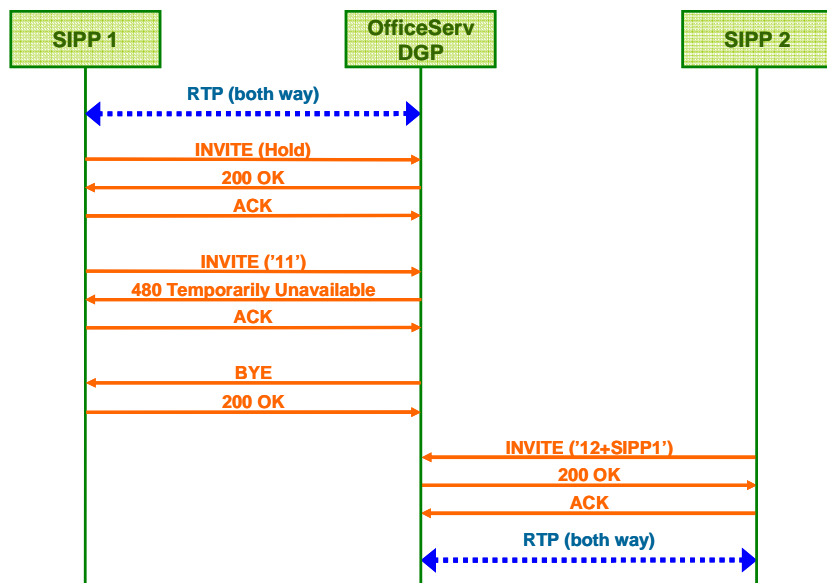 SIPP 1
OfficeServ
DGP
SIPP 2
RTP (both way)
INVITE (Hold)
200 OK
ACK
INVITE ('11')
480 Temporarily Unavailable
ACK
BYE
200 OK
INVITE ('12+SIPP1')
200 OK
ACK
RTP (both way)